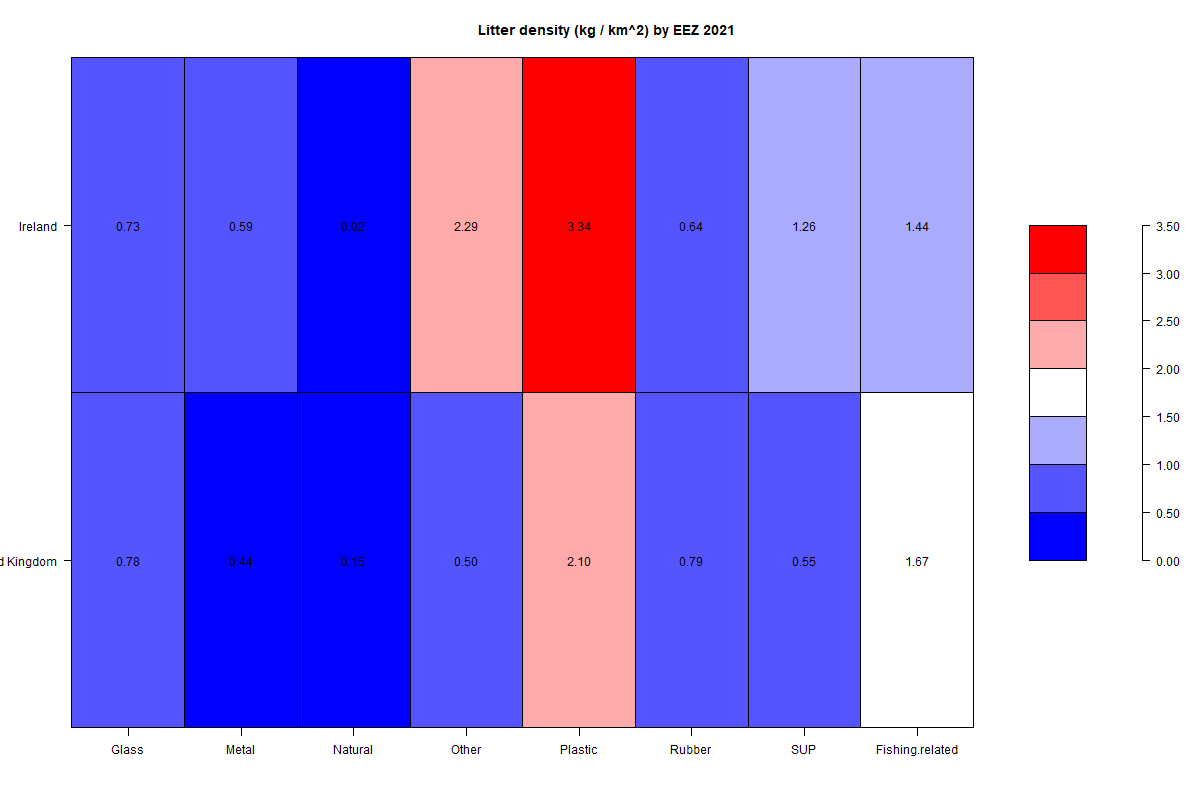 Litter density (kg / km^2) by EEZ 2021
Ireland 0.73 0.59 0.02 2.29 3.34 0.64 1.26 1.44
d Kingdom 0.78 0.44 0.15 0.50 2.10 0.79 0.55 1.67
Glass Metal Natural Other Plastic Rubber SUP Fishing.related
3.50
3.00
2.50
2.00
1.50
1.00
0.50
0.00